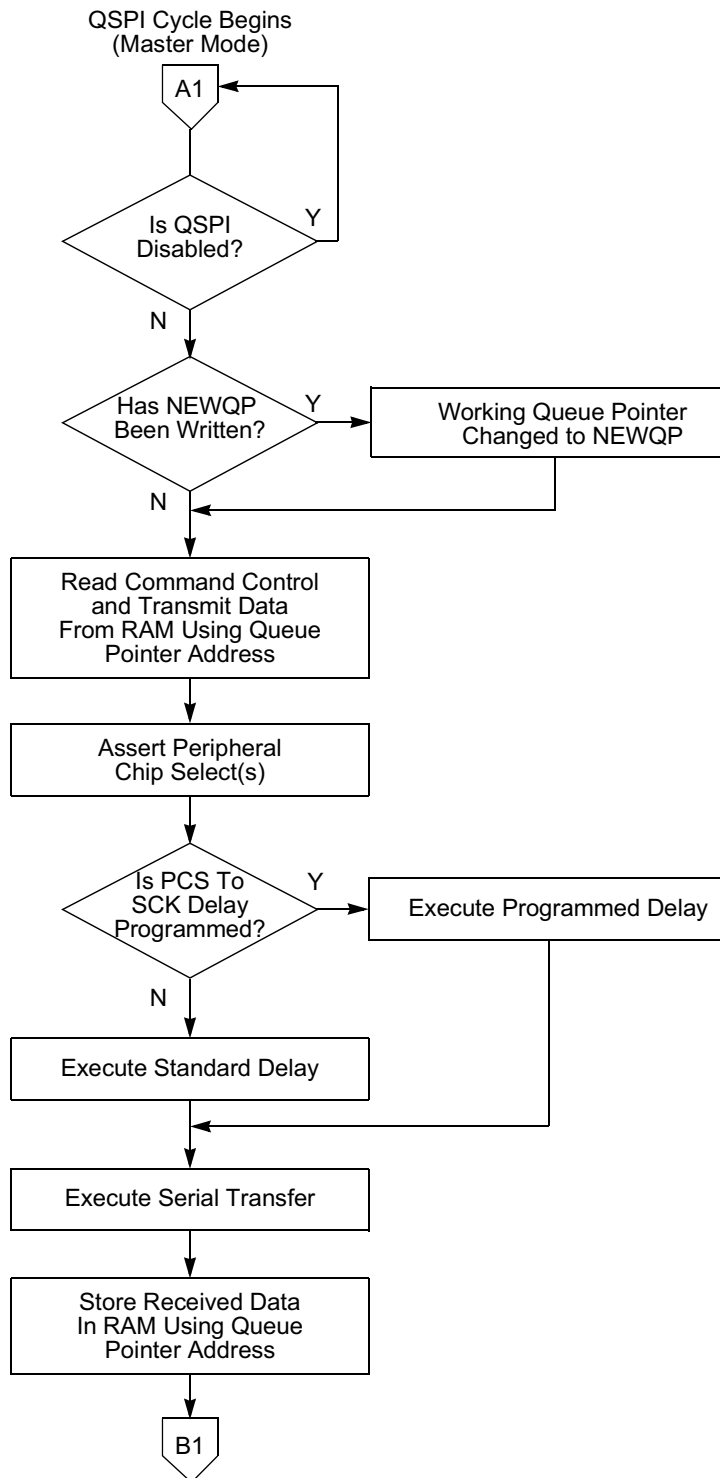 QSPI Cycle Begins
(Master Mode)
A1
Is QSPI
Disabled?
Y
N
Has NEWQP
Been Written?
Y
Working Queue Pointer
Changed to NEWQP
N
Read Command Control
and Transmit Data
From RAM Using Queue
Pointer Address
Assert Peripheral
Chip Select(s)
Is PCS To
SCK Delay
Programmed?
Y
Execute Programmed Delay
N
Execute Standard Delay
Execute Serial Transfer
Store Received Data
In RAM Using Queue
Pointer Address
B1